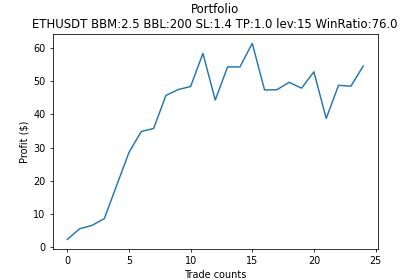 Portfolio
ETHUSDT BBM:2.5 BBL:200 SL:1.4 TP:1.0 lev:15 WinRatio:76.0
60
50
40
30
20
10
0
Profit ($)
0 5 10 15 20 25
Trade counts